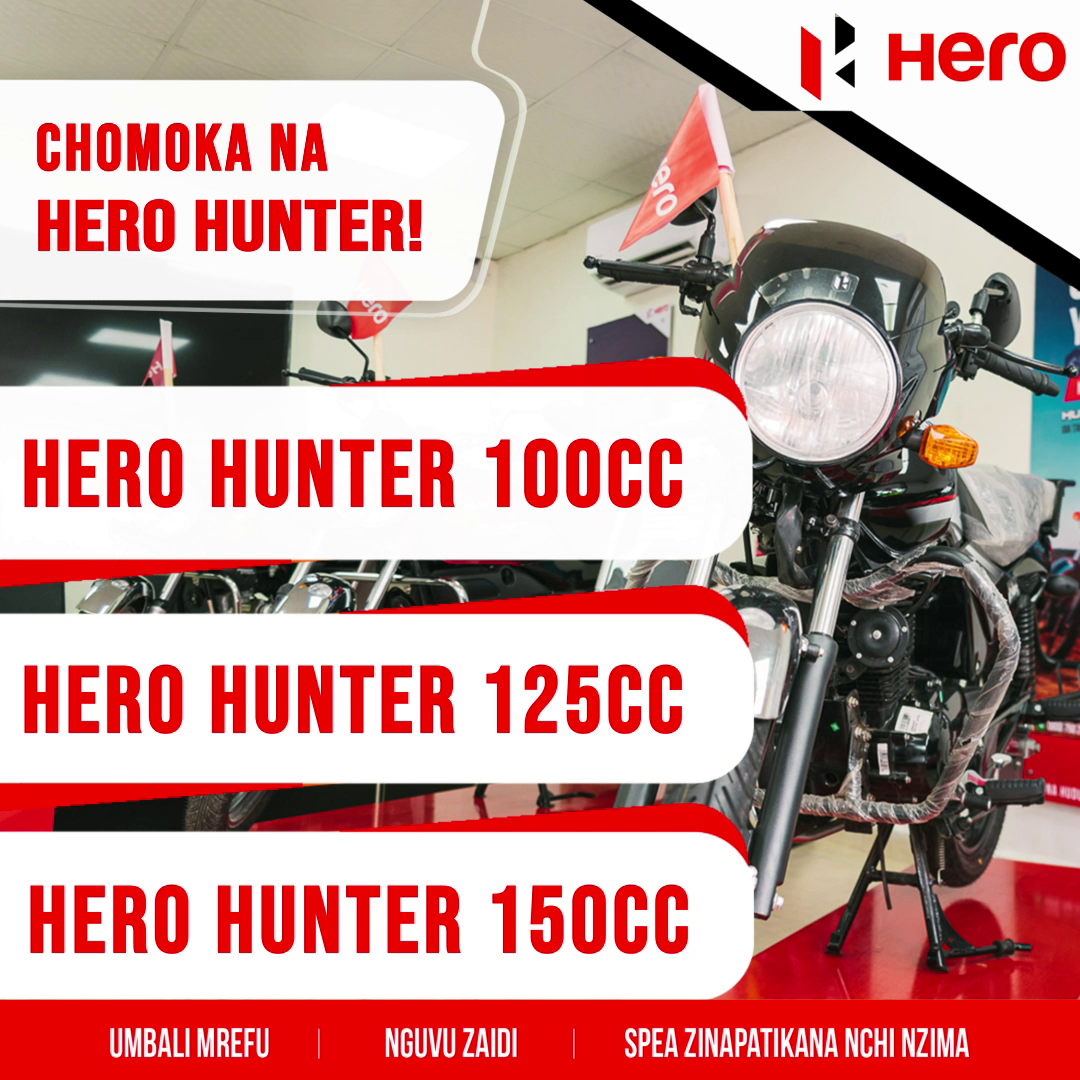 Hero
CHOMOKA NA
HERO HUNTER!
HERO HUNTER 100CC
HERO HUNTER 125CC
HERO HUNTER 150CC
UMBALI MREFU
NGUVU ZAIDI
SPEA ZINAPATIKANA NCHI NZIMA